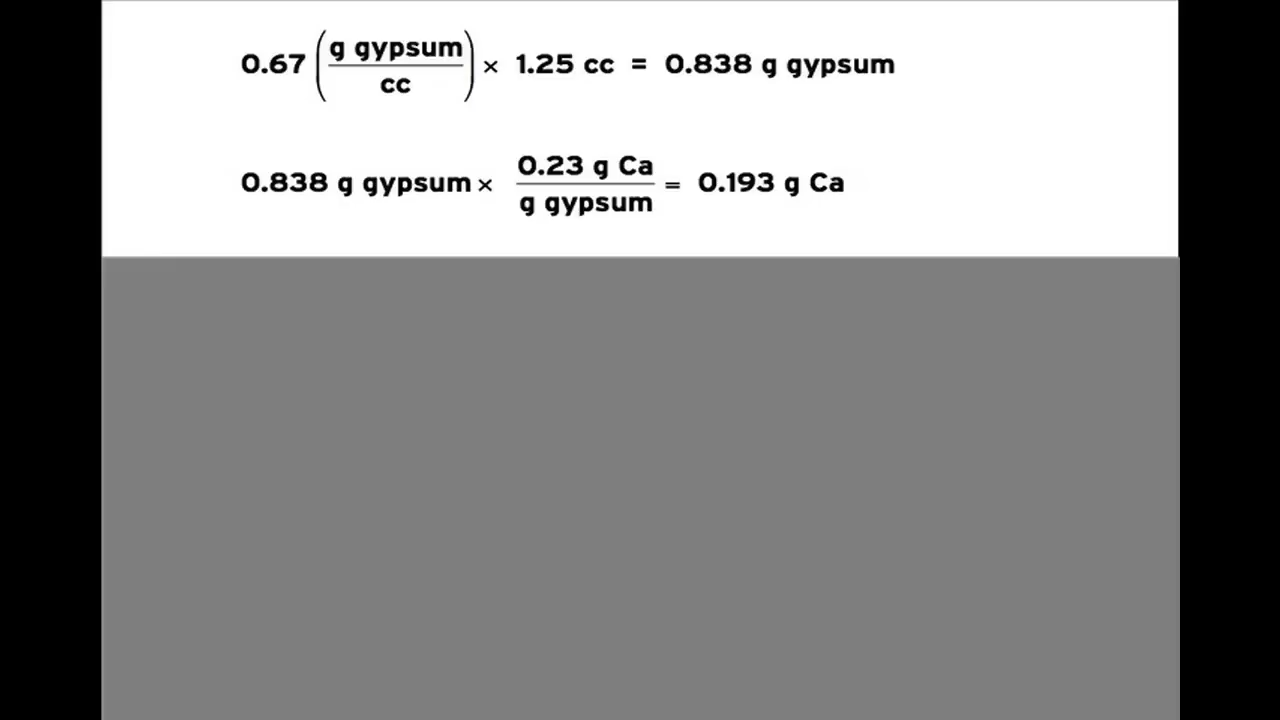 0.67 (g gypsum / cc) × 1.25 cc = 0.838 g gypsum
0.838 g gypsum × 0.23 g Ca / g gypsum = 0.193 g Ca